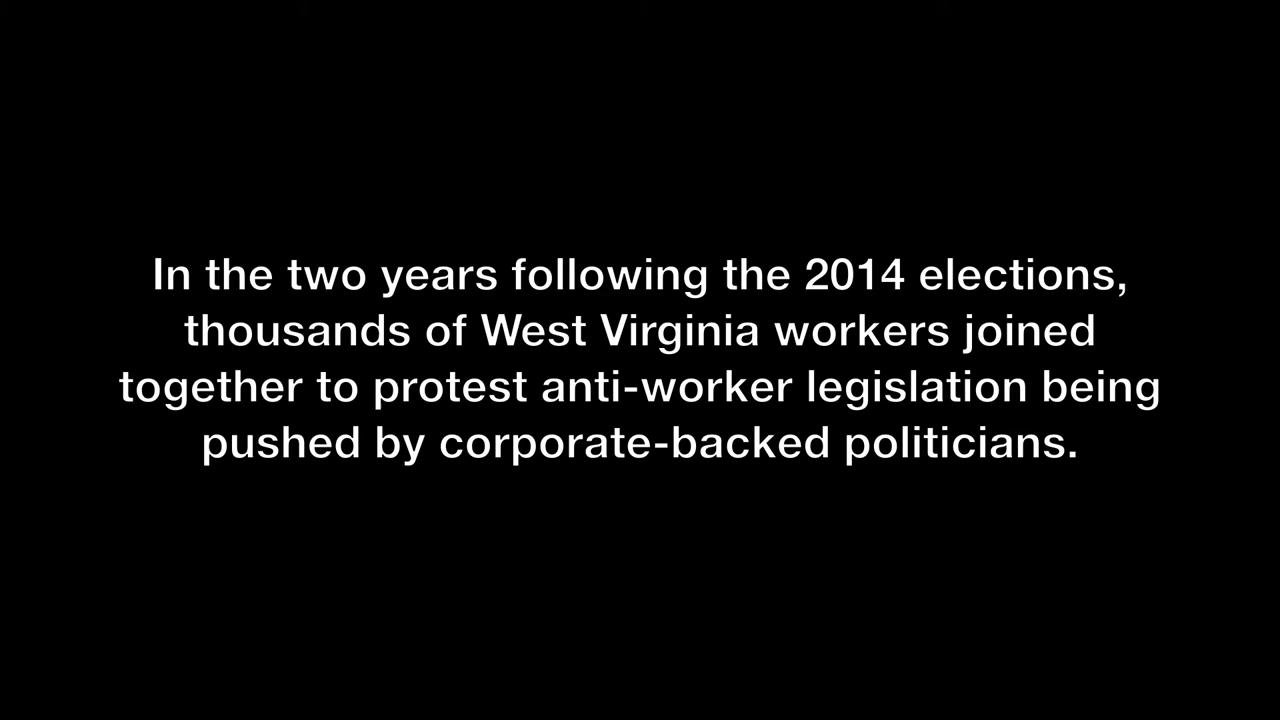 In the two years following the 2014 elections,
thousands of West Virginia workers joined
together to protest anti-worker legislation being
pushed by corporate-backed politicians.